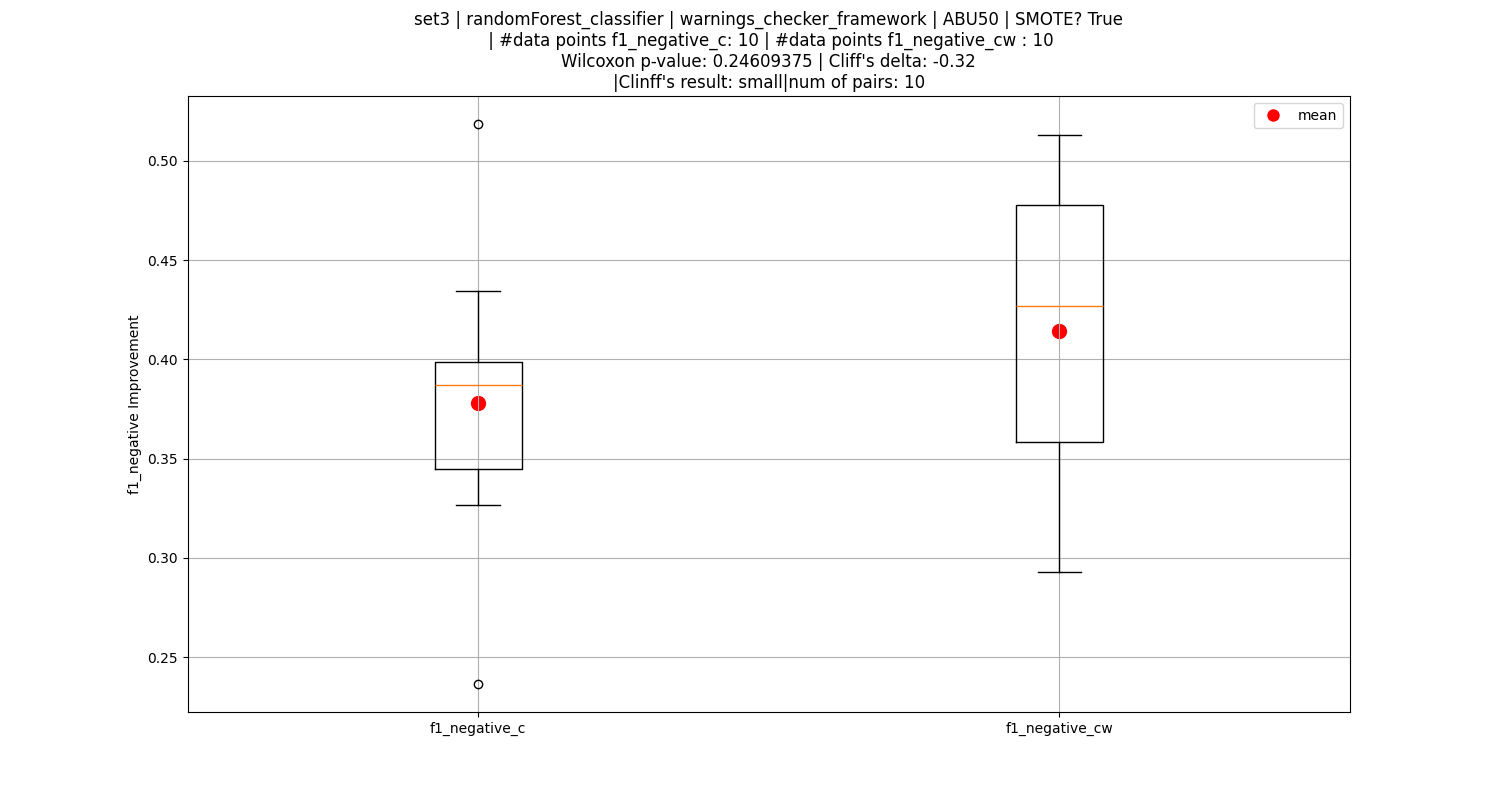 set3 | randomForest_classifier | warnings_checker_framework | ABU50 | SMOTE? True
| #data points f1_negative_c: 10 | #data points f1_negative_cw : 10
Wilcoxon p-value: 0.24609375 | Cliff's delta: -0.32
|Clinff's result: small|num of pairs: 10
mean
0.50
0.45
0.40
0.35
0.30
0.25
f1_negative Improvement
f1_negative_c
f1_negative_cw